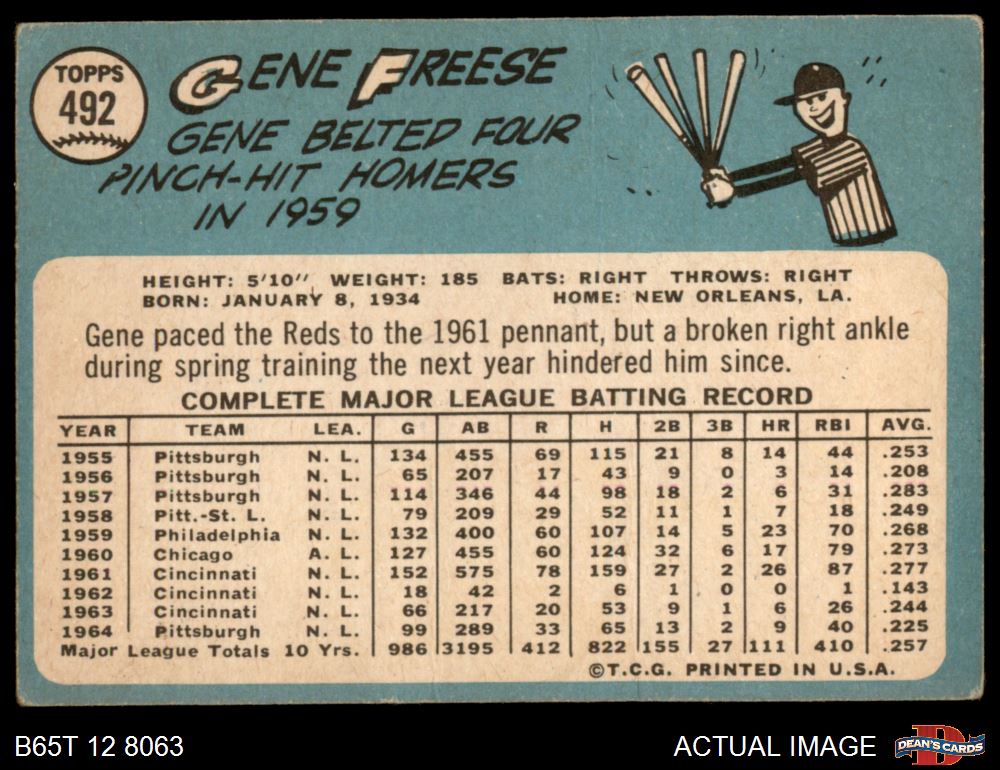 TOPPS
492
GENE FREESE
GENE BELTED FOUR
PINCH-HIT HOMERS
IN 1959
HEIGHT: 5'10" WEIGHT: 185 BATS: RIGHT THROWS: RIGHT
BORN: JANUARY 8, 1934 HOME: NEW ORLEANS, LA.
Gene paced the Reds to the 1961 pennant, but a broken right ankle
during spring training the next year hindered him since.
COMPLETE MAJOR LEAGUE BATTING RECORD
YEAR TEAM LEA. G AB R H 2B 3B HR RBI AVG.
1955 Pittsburgh N. L. 134 455 69 115 21 8 14 44 .253
1956 Pittsburgh N. L. 65 207 17 43 9 0 3 14 .208
1957 Pittsburgh N. L. 114 346 44 98 18 2 6 31 .283
1958 Pitt.-St. L. N. L. 79 209 29 52 11 1 7 18 .249
1959 Philadelphia N. L. 132 400 60 107 14 5 23 70 .268
1960 Chicago A. L. 127 455 60 124 32 6 17 79 .273
1961 Cincinnati N. L. 152 575 78 159 27 2 26 87 .277
1962 Cincinnati N. L. 18 42 2 6 1 0 0 1 .143
1963 Cincinnati N. L. 66 217 20 53 9 1 6 26 .244
1964 Pittsburgh N. L. 99 289 33 65 13 2 9 40 .225
Major League Totals 10 Yrs. 986 3195 412 822 155 27 111 410 .257
©T.C.G. PRINTED IN U.S.A.
B65T 12 8063
ACTUAL IMAGE
D
DEAN'S CARDS